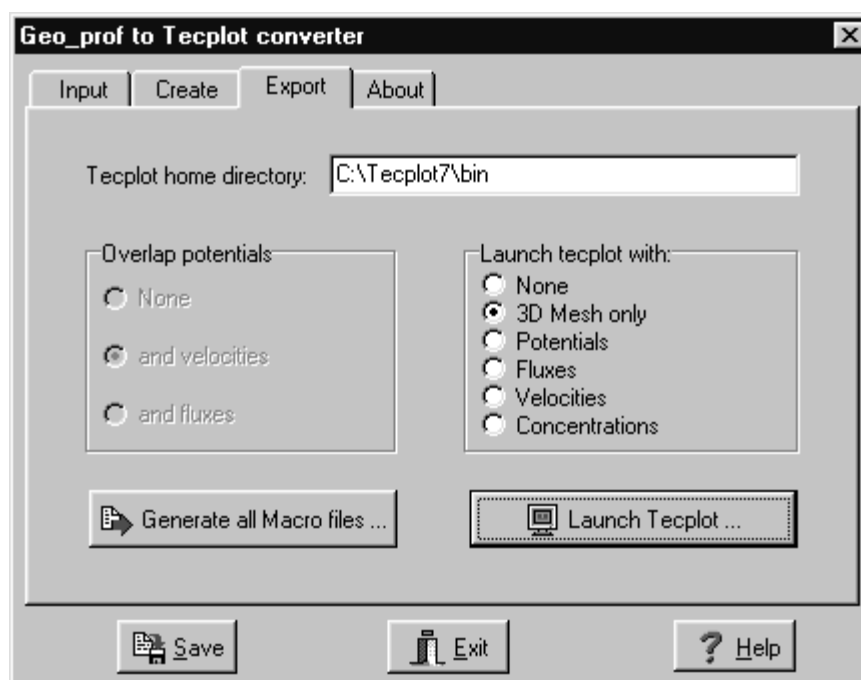 Geo_prof to Tecplot converter
Input Create Export About
Tecplot home directory: C:\Tecplot7\bin
Overlap potentials
None
and velocities
and fluxes
Launch tecplot with:
None
3D Mesh only
Potentials
Fluxes
Velocities
Concentrations
Generate all Macro files ...
Launch Tecplot ...
Save Exit Help